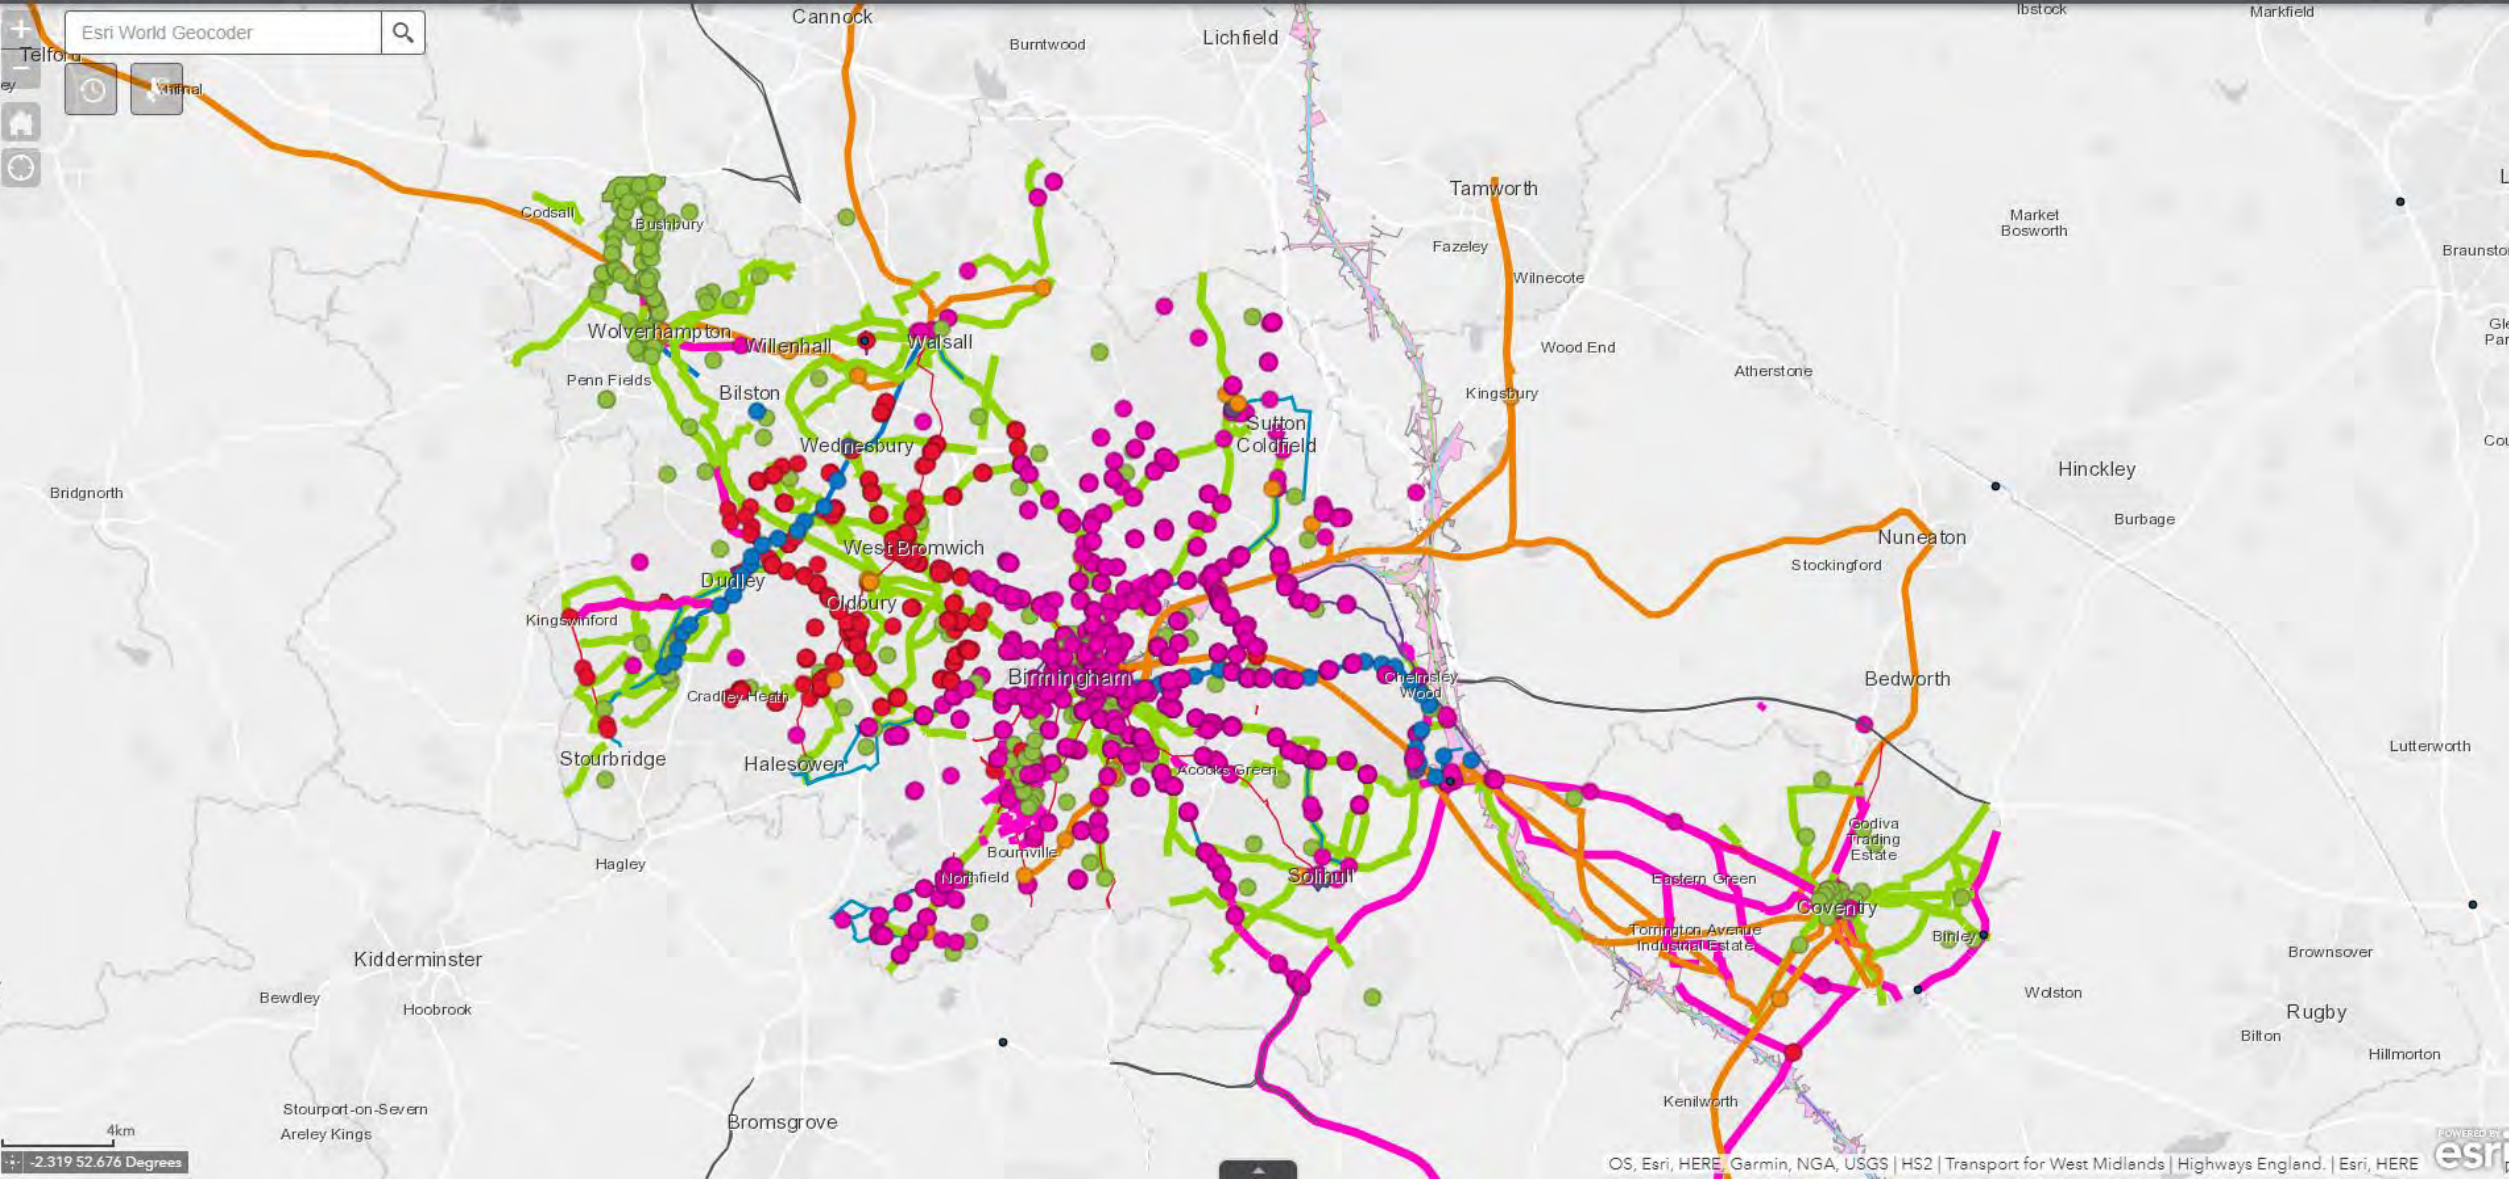 Cannock
Ibstock
Markfield
Esri World Geocoder
Lichfield
Burntwood
Telford
ey
Codsall
Bushbury
Tamworth
Fazeley
Market
Bosworth
Wilnecote
Wolverhampton
Willenhall
Walsall
Wood End
Penn Fields
Atherstone
Bilston
Kingsbury
Sutton
Coldfield
Wednesbury
Hinckley
Bridgnorth
Burbage
Nuneaton
West Bromwich
Stockingford
Dudley
Oldbury
Kingswinford
Birmingham
Chelmsley
Wood
Bedworth
Cradley Heath
Lutterworth
Stourbridge
Halesowen
Acocks Green
Godiva
Trading
Estate
Bournville
Hagley
Northfield
Solihull
Eastern Green
Coventry
Torrington Avenue
Industrial Estate
Binley
Brownsover
Kidderminster
Bewdley
Hoobrook
Wolston
Rugby
Bilton
Hillmorton
Kenilworth
Stourport-on-Severn
Areley Kings
Bromsgrove
4km
-2.319 52.676 Degrees
OS, Esri, HERE, Garmin, NGA, USGS | HS2 | Transport for West Midlands | Highways England. | Esri, HERE
POWERED BY
esri